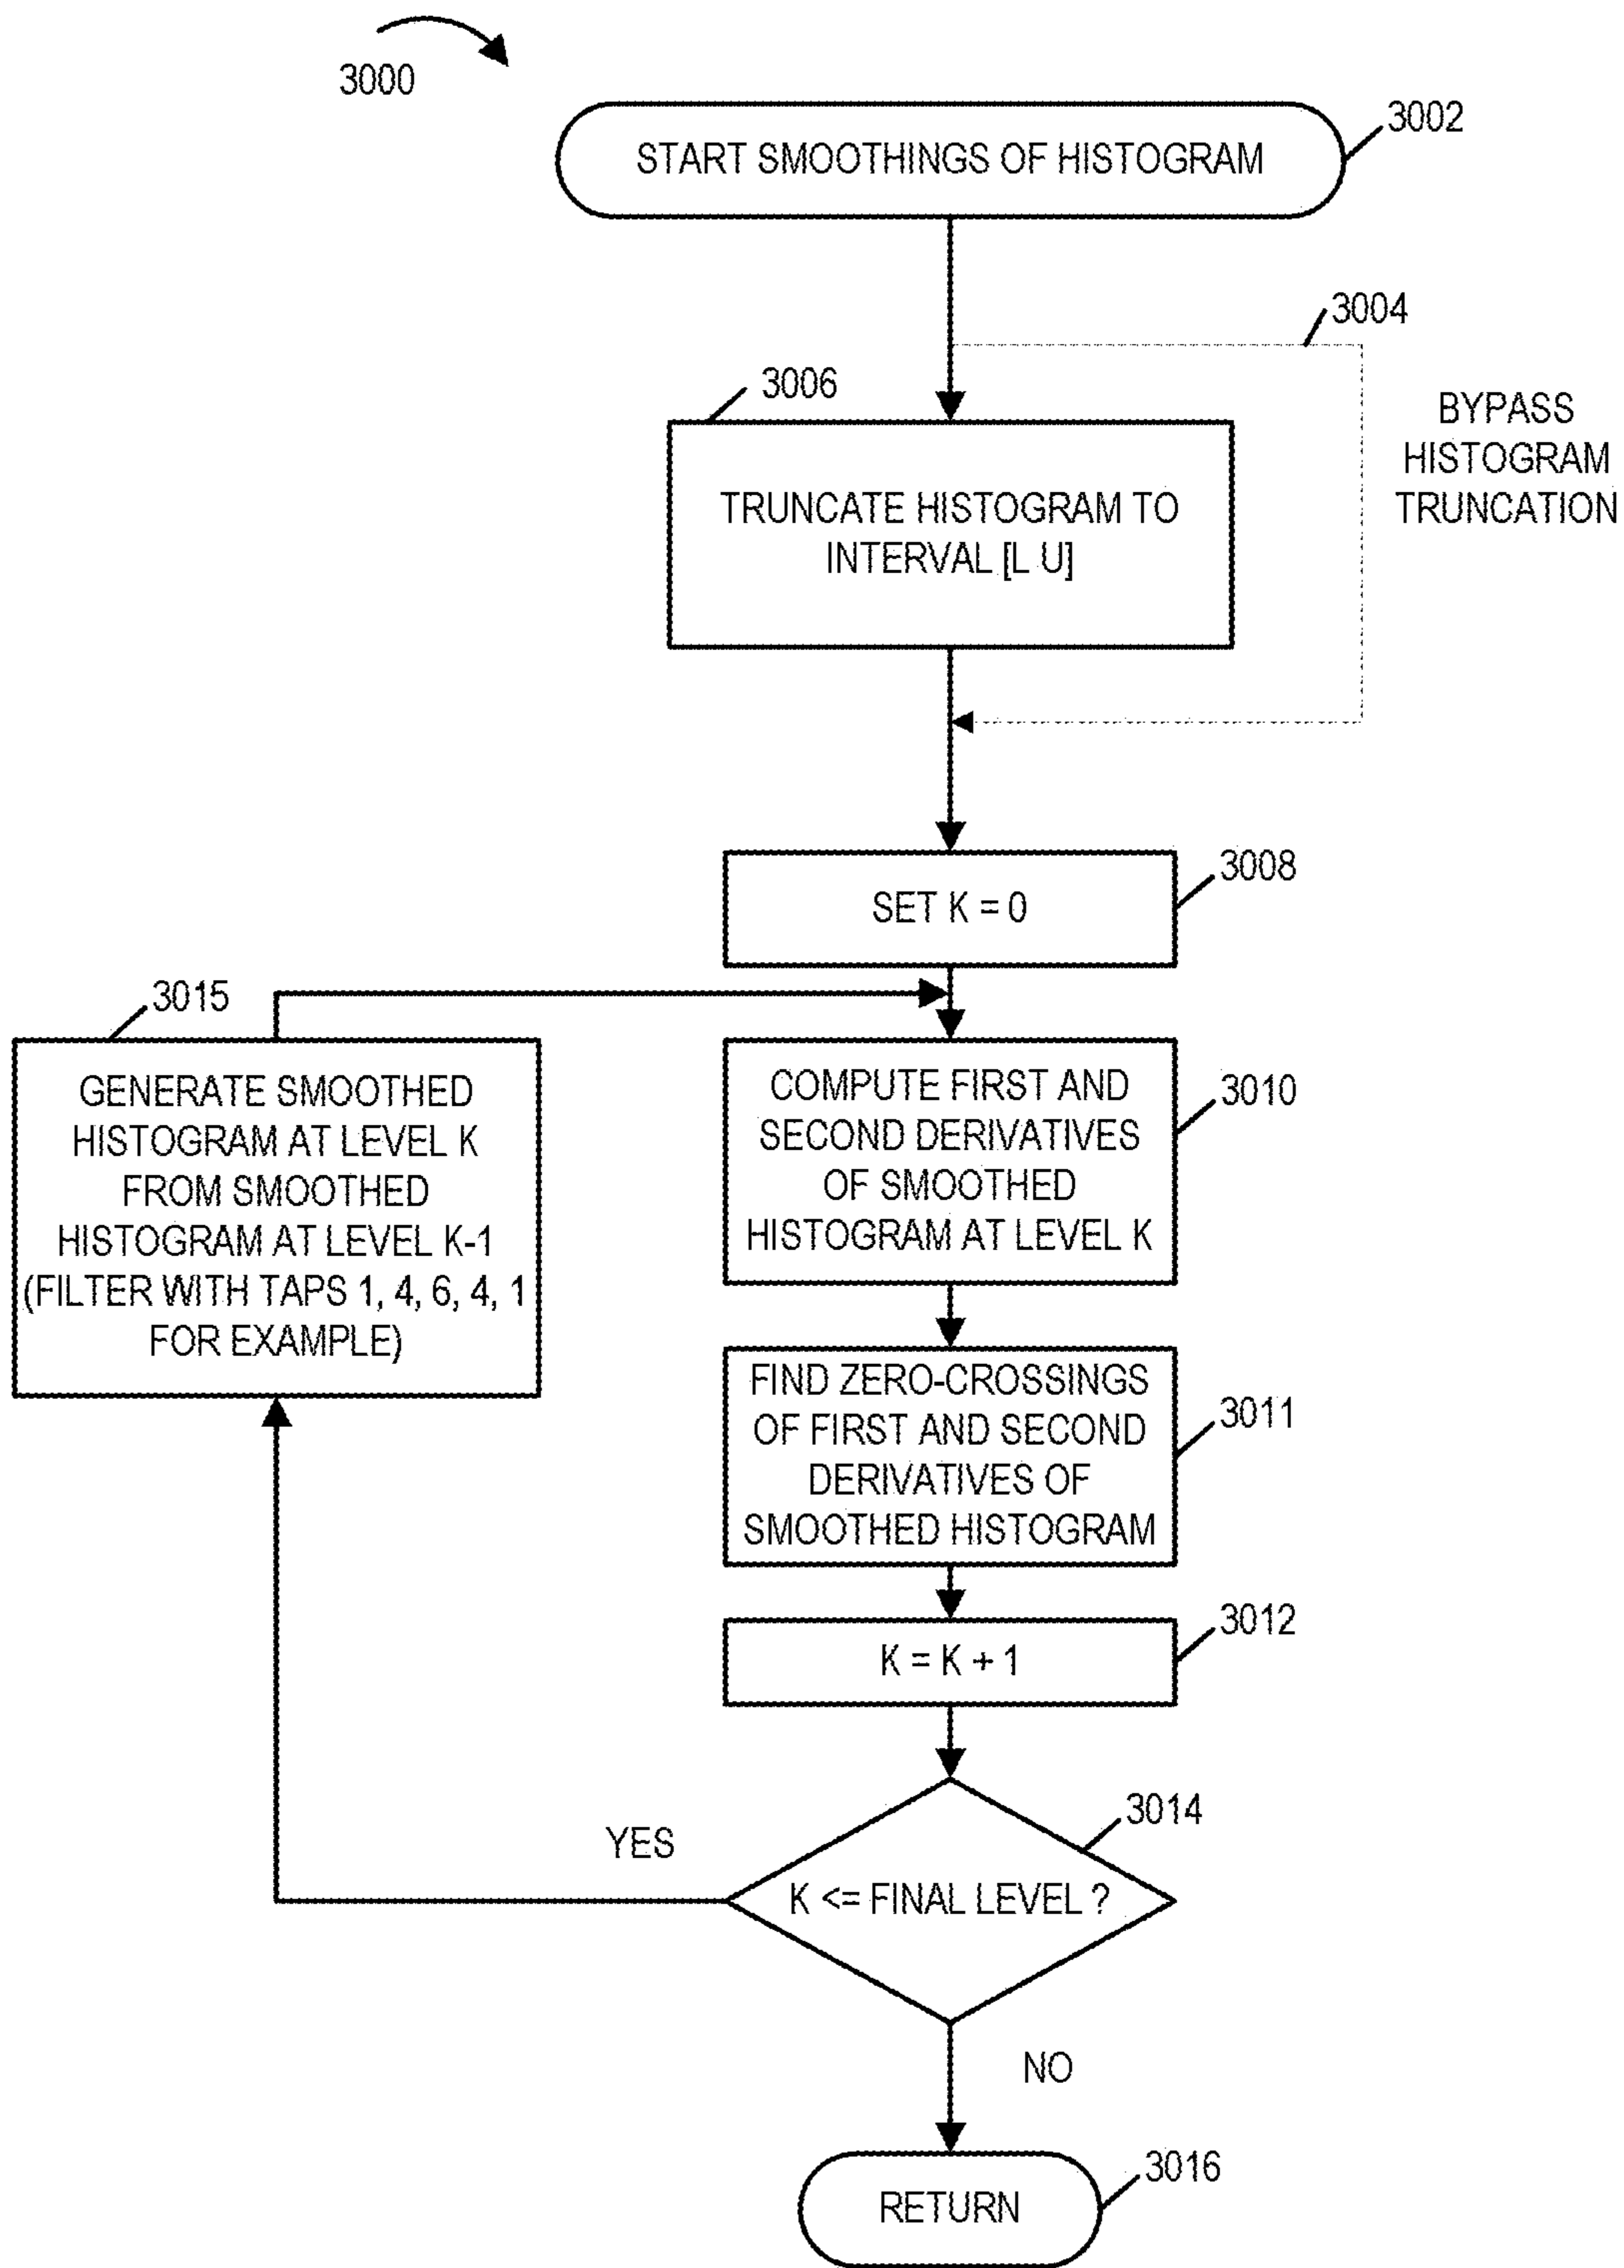 3000
3002
START SMOOTHINGS OF HISTOGRAM
3004
3006
BYPASS
HISTOGRAM
TRUNCATION
TRUNCATE HISTOGRAM TO
INTERVAL [L U]
3008
SET K = 0
3015
GENERATE SMOOTHED
HISTOGRAM AT LEVEL K
FROM SMOOTHED
HISTOGRAM AT LEVEL K-1
(FILTER WITH TAPS 1, 4, 6, 4, 1
FOR EXAMPLE)
3010
COMPUTE FIRST AND
SECOND DERIVATIVES
OF SMOOTHED
HISTOGRAM AT LEVEL K
3011
FIND ZERO-CROSSINGS
OF FIRST AND SECOND
DERIVATIVES OF
SMOOTHED HISTOGRAM
3012
K = K + 1
3014
YES
K <= FINAL LEVEL ?
NO
3016
RETURN